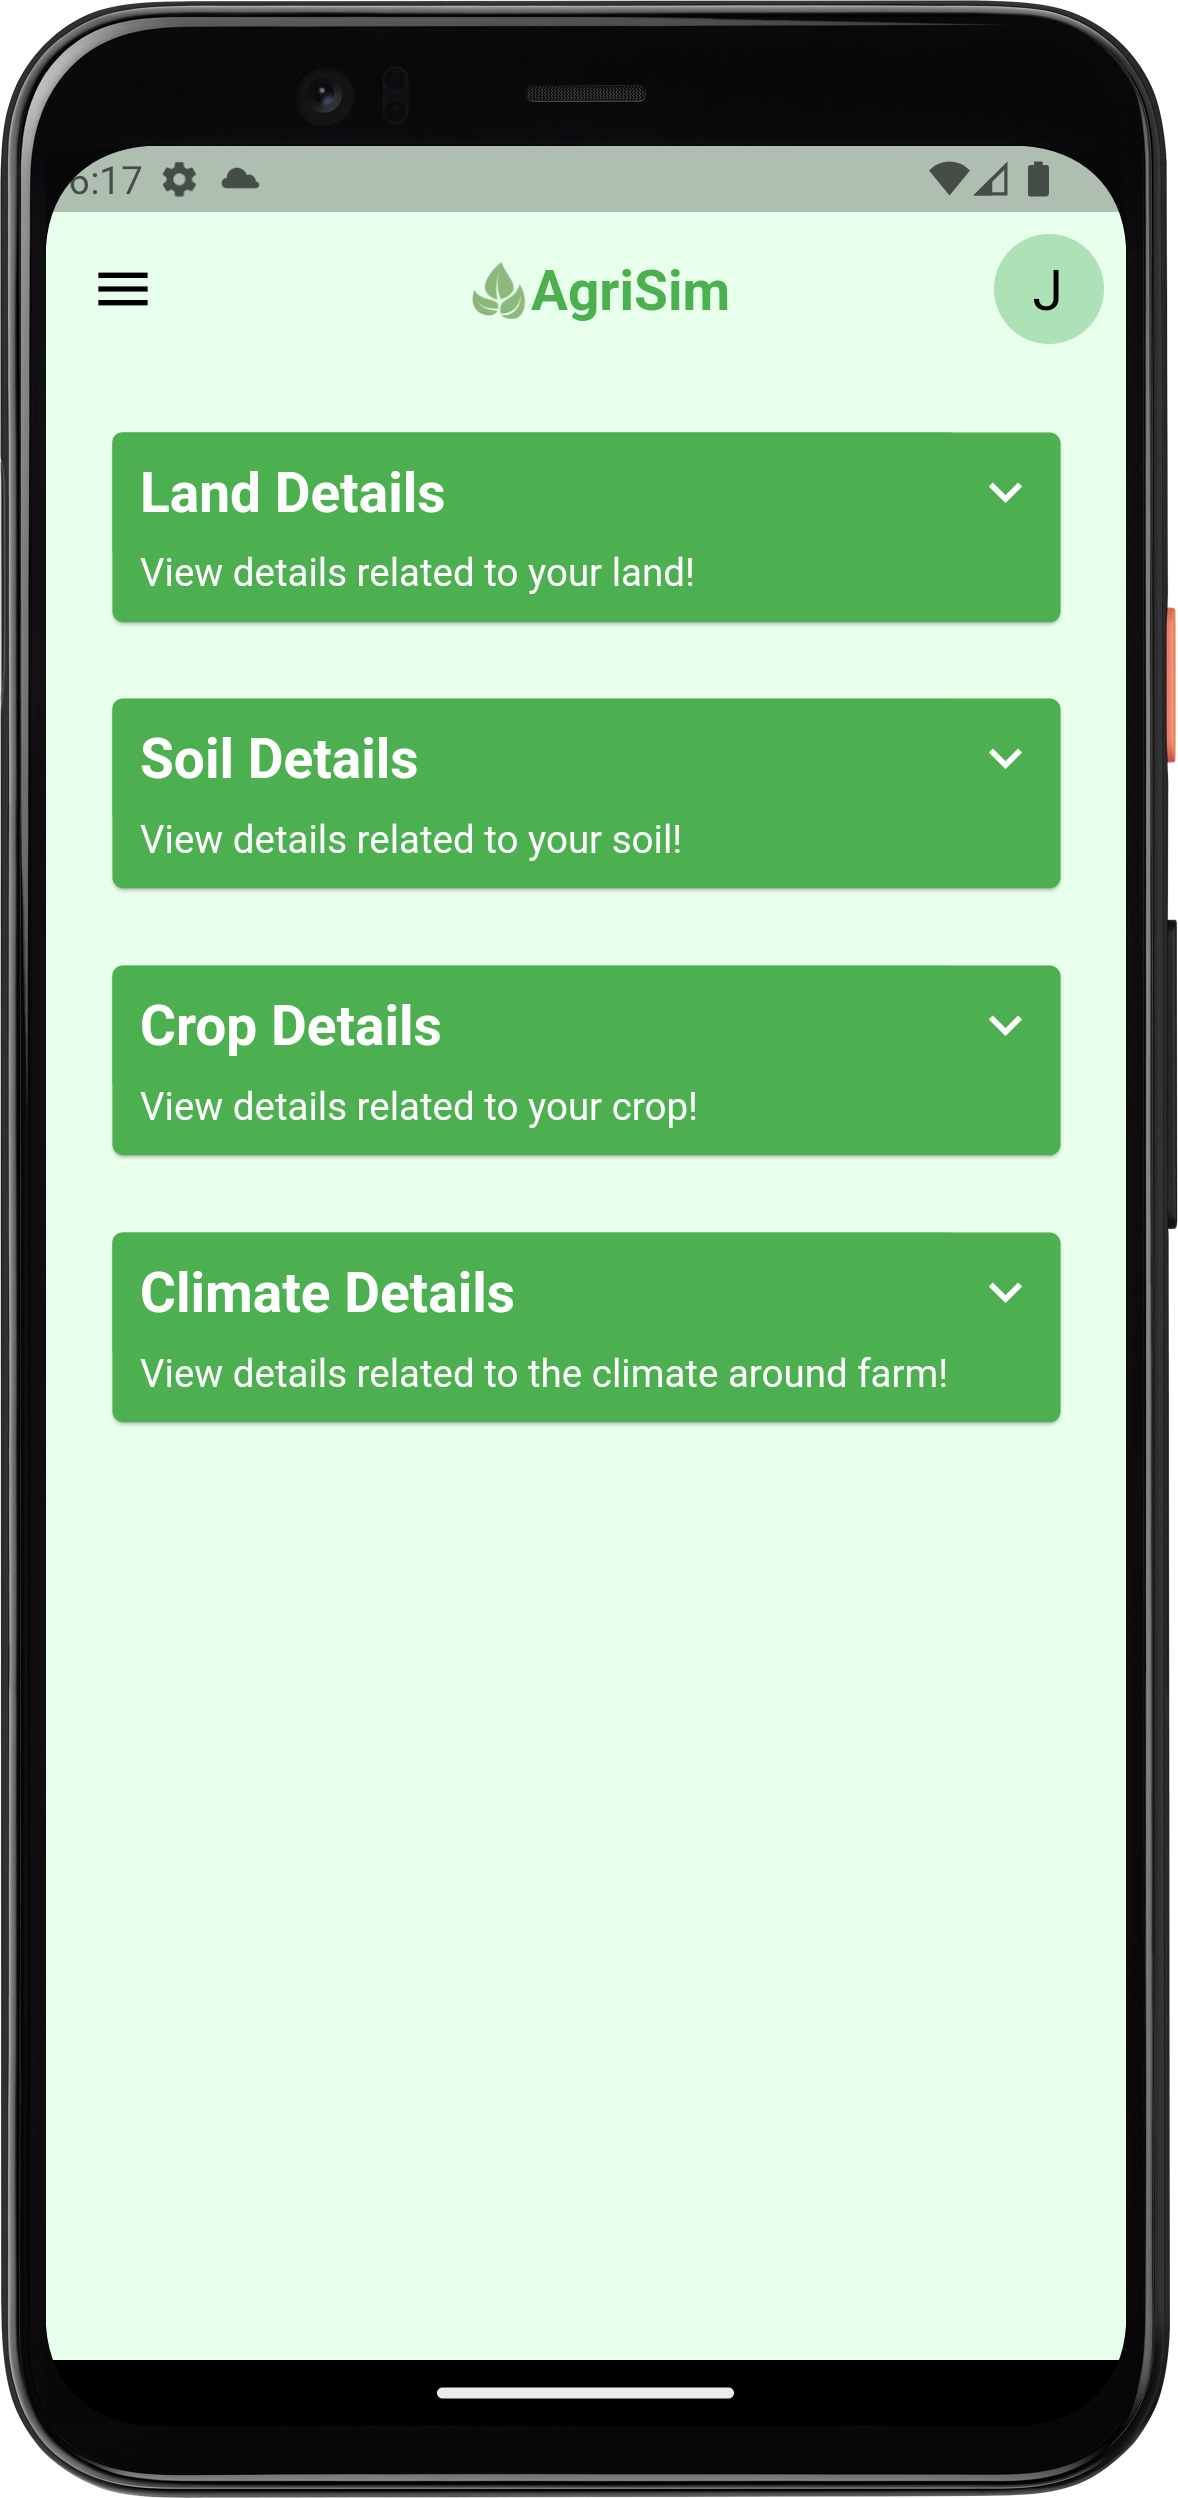 6:17
AgriSim
J
Land Details
View details related to your land!
Soil Details
View details related to your soil!
Crop Details
View details related to your crop!
Climate Details
View details related to the climate around farm!